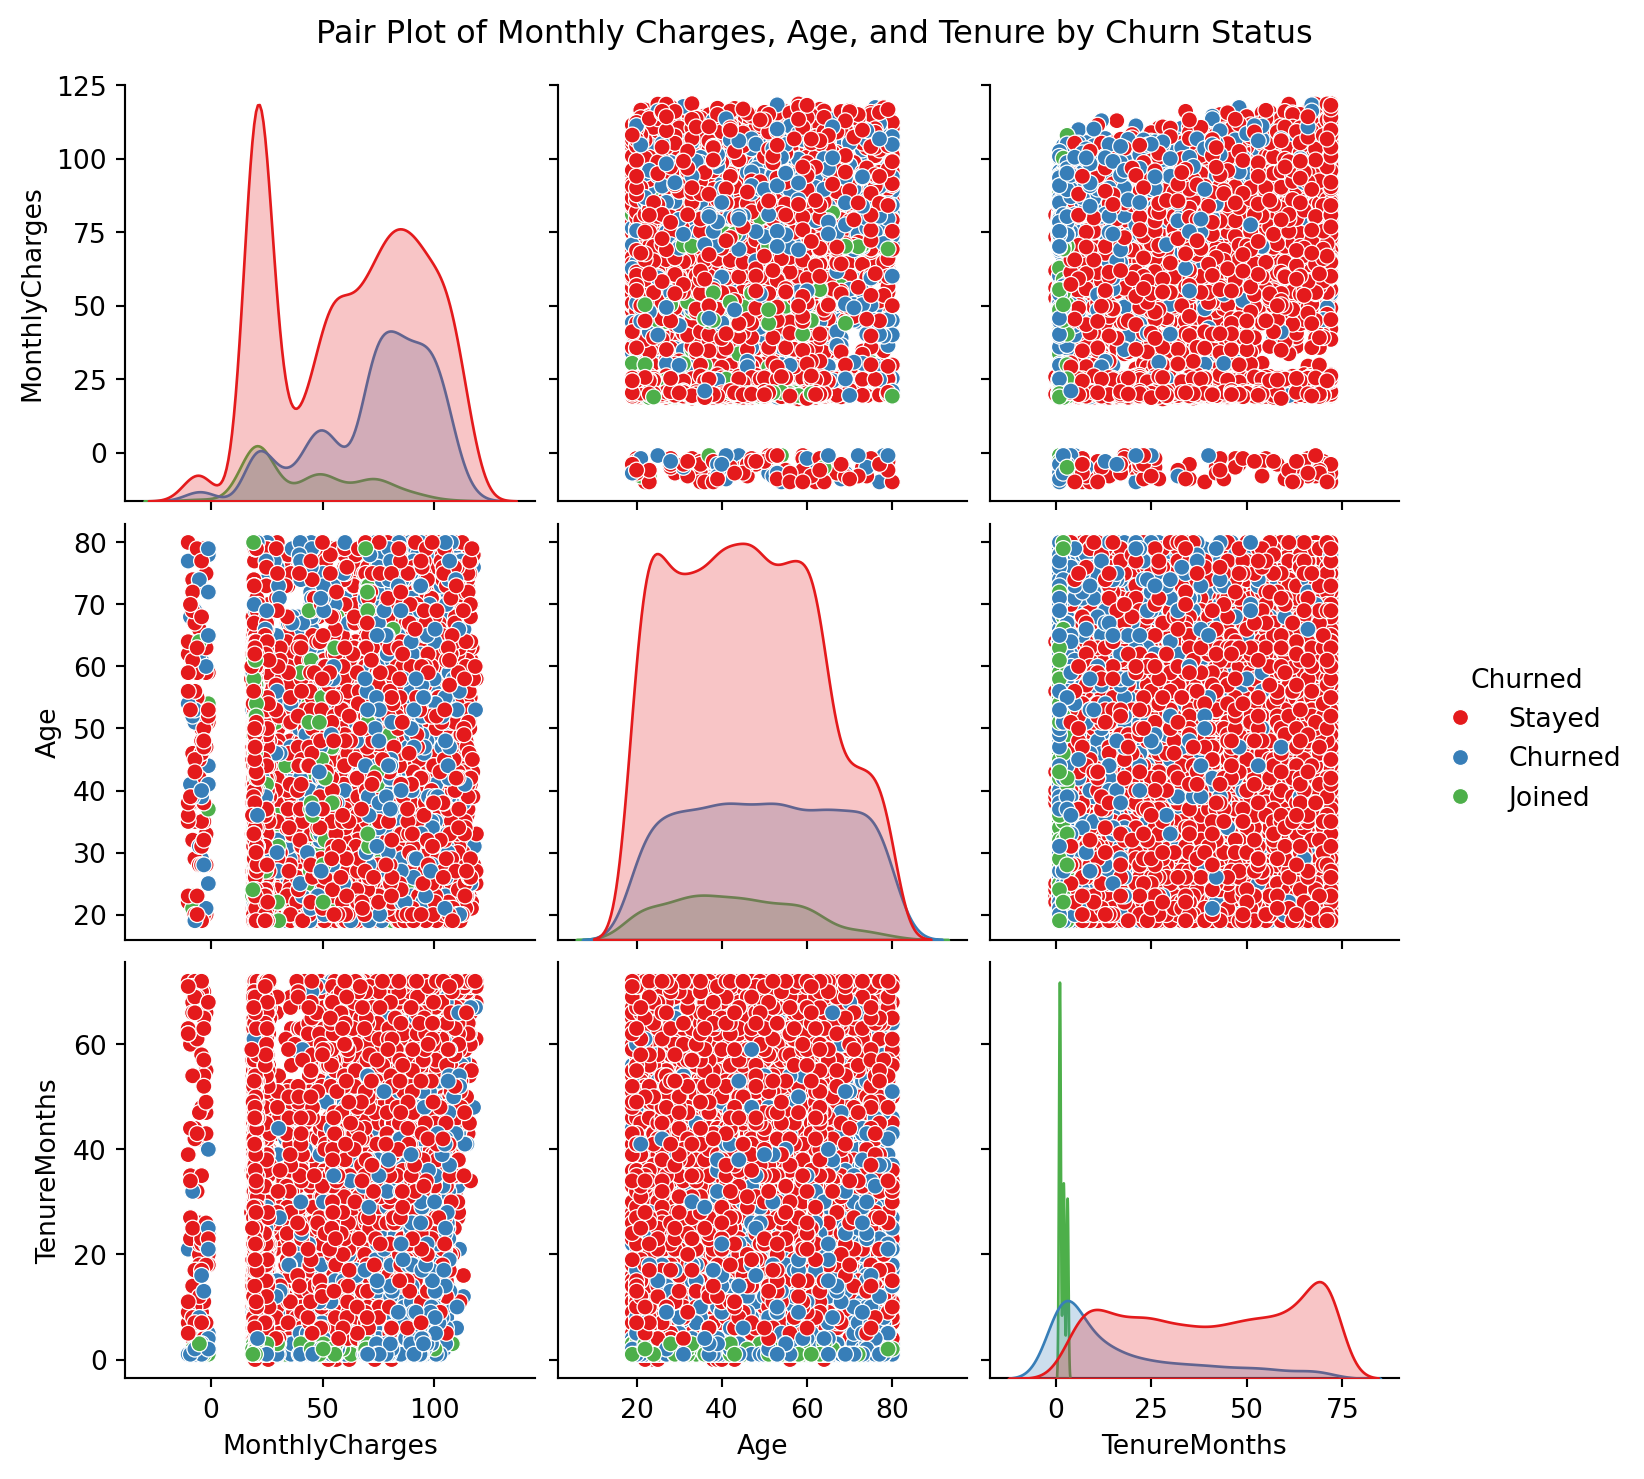 Pair Plot of Monthly Charges, Age, and Tenure by Churn Status
125
100
75
50
25
0
MonthlyCharges
80
70
60
50
40
30
20
Age
Churned
Stayed
Churned
Joined
60
40
20
0
TenureMonths
0 50 100
20 40 60 80
0 25 50 75
MonthlyCharges
Age
TenureMonths